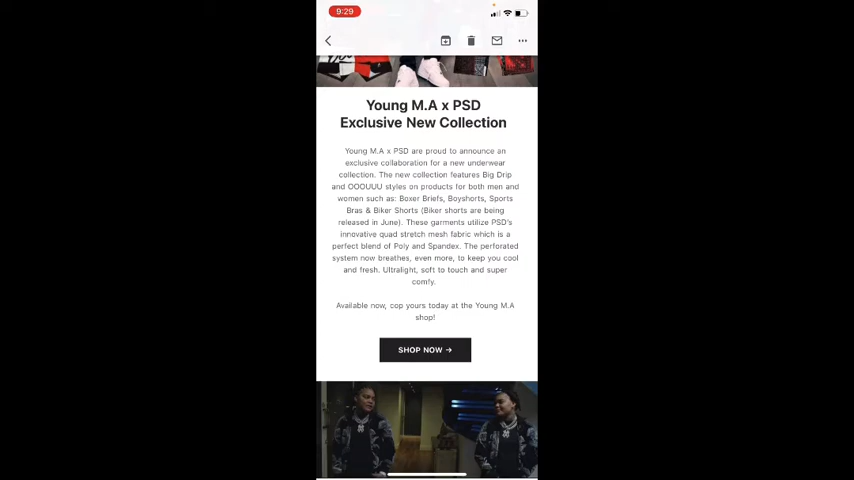 9:29
Young M.A x PSD
Exclusive New Collection
Young M.A x PSD are proud to announce an
exclusive collaboration for a new underwear
collection. The new collection features Big Drip
and OOOUUU styles on products for both men and
women such as: Boxer Briefs, Boyshorts, Sports
Bras & Biker Shorts (Biker shorts are being
released in June). These garments utilize PSD's
innovative quad stretch mesh fabric which is a
perfect blend of Poly and Spandex. The perforated
system now breathes, even more, to keep you cool
and fresh. Ultralight, soft to touch and super
comfy.
Available now, cop yours today at the Young M.A
shop!
SHOP NOW →